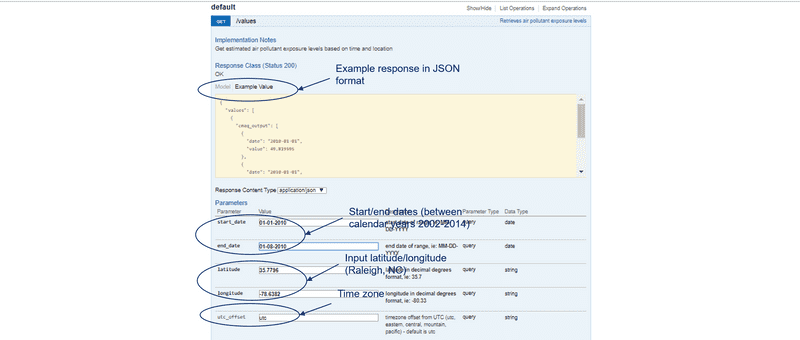 default
Show/Hide List Operations Expand Operations
GET /values Retrieves air pollutant exposure levels
Implementation Notes
Get estimated air pollutant exposure levels based on time and location
Response Class (Status 200)
OK
Example response in JSON
format
Model Example Value
{
"values": [
{
"cmaq_output": [
{
"date": "2010-01-01",
"value":
},
{
"date": "2010-01-01",
Response Content Type application/json
Parameters
Parameter Value Parameter Type Data Type
Start/end dates (between
calendar years 2002-2014)
start_date 01-01-2010 query date
DD-YYYY
end_date 01-08-2010 end date of range, ie: MM-DD- query date
YYYY
Input latitude/longitude
(Raleigh, NC)
latitude 35.7796 in decimal degrees query string
format, ie: 35.7
longitude -78.6382 longitude in decimal degrees query string
format, ie: -80.33
Time zone
utc_offset utc timezone offset from UTC (utc, query string
eastern, central, mountain,
pacific) - default is utc